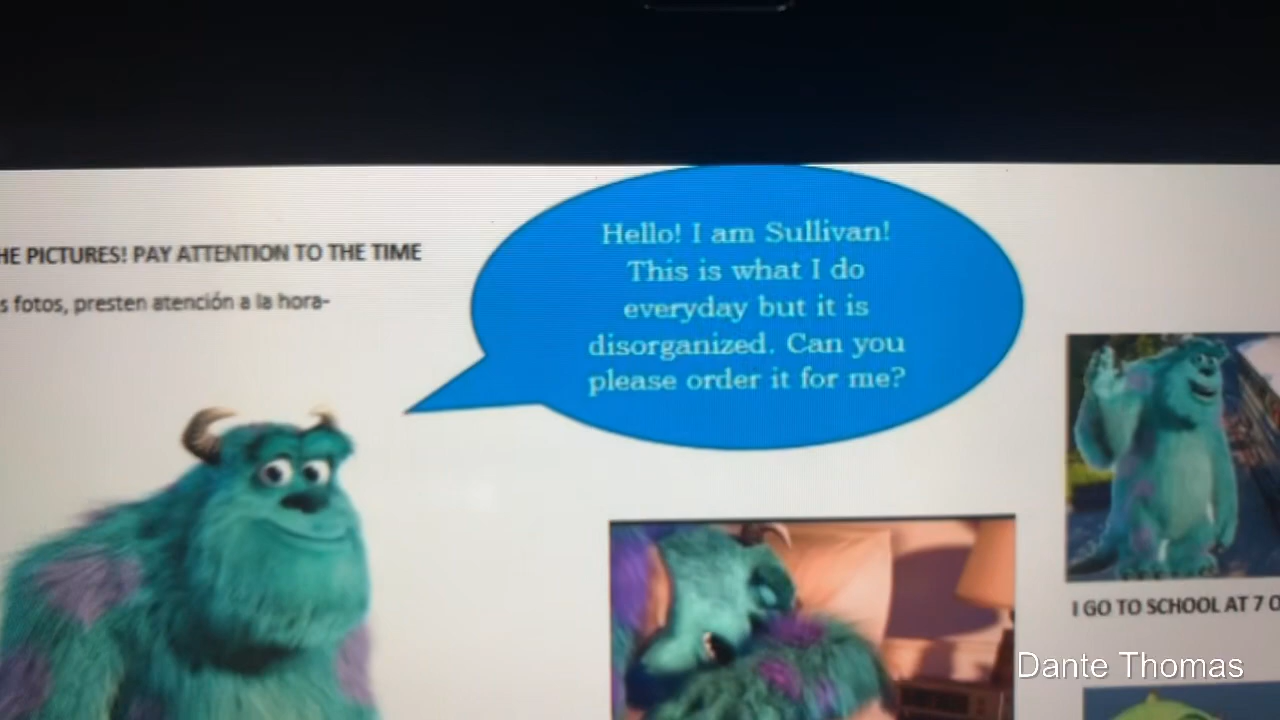 HE PICTURES! PAY ATTENTION TO THE TIME
s fotos, presten atención a la hora-
Hello! I am Sullivan!
This is what I do
everyday but it is
disorganized. Can you
please order it for me?
I GO TO SCHOOL AT 7 O
Dante Thomas